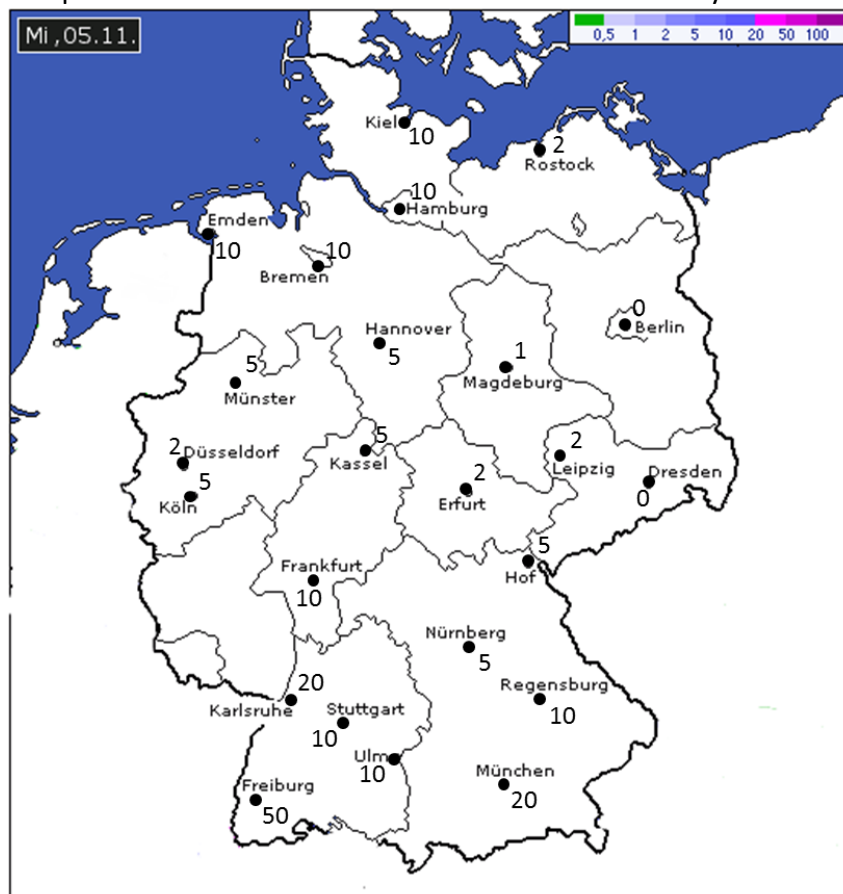 Mi,05.11.
0,5 1 2 5 10 20 50 100
Kiel
10
2
Rostock
10
Hamburg
Emden
10
10
Bremen
0
Berlin
Hannover
5
1
Magdeburg
5
Münster
5
Kassel
2
Düsseldorf
5
Köln
2
Leipzig
Dresden
0
2
Erfurt
5
Hof
Frankfurt
10
Nürnberg
5
20
Karlsruhe
Regensburg
10
Stuttgart
10
Ulm
10
München
20
Freiburg
50